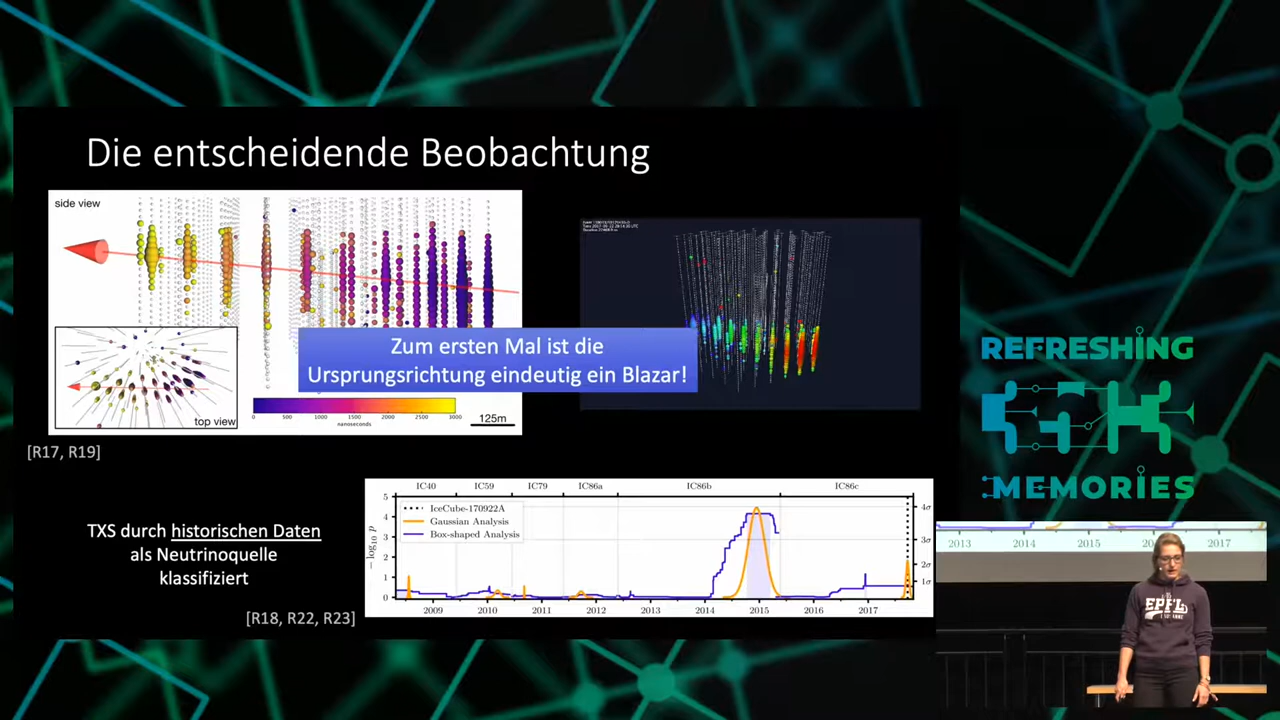 Die entscheidende Beobachtung
side view
Zum ersten Mal ist die
Ursprungsrichtung eindeutig ein Blazar!
0 500 1000 1500 2000 2500 3000
nanoseconds
125m
top view
[R17, R19]
TXS durch historischen Daten
als Neutrinoquelle
klassifiziert
[R18, R22, R23]
IC40 IC59 IC79 IC86a IC86b IC86c
IceCube-170922A
Gaussian Analysis
Box-shaped Analysis
− log₁₀ p
5
4
3
2
1
0
4σ
3σ
2σ
1σ
2009 2010 2011 2012 2013 2014 2015 2016 2017
REFRESHING
MEMORIES
2013 2014 2015 2017
EPFL